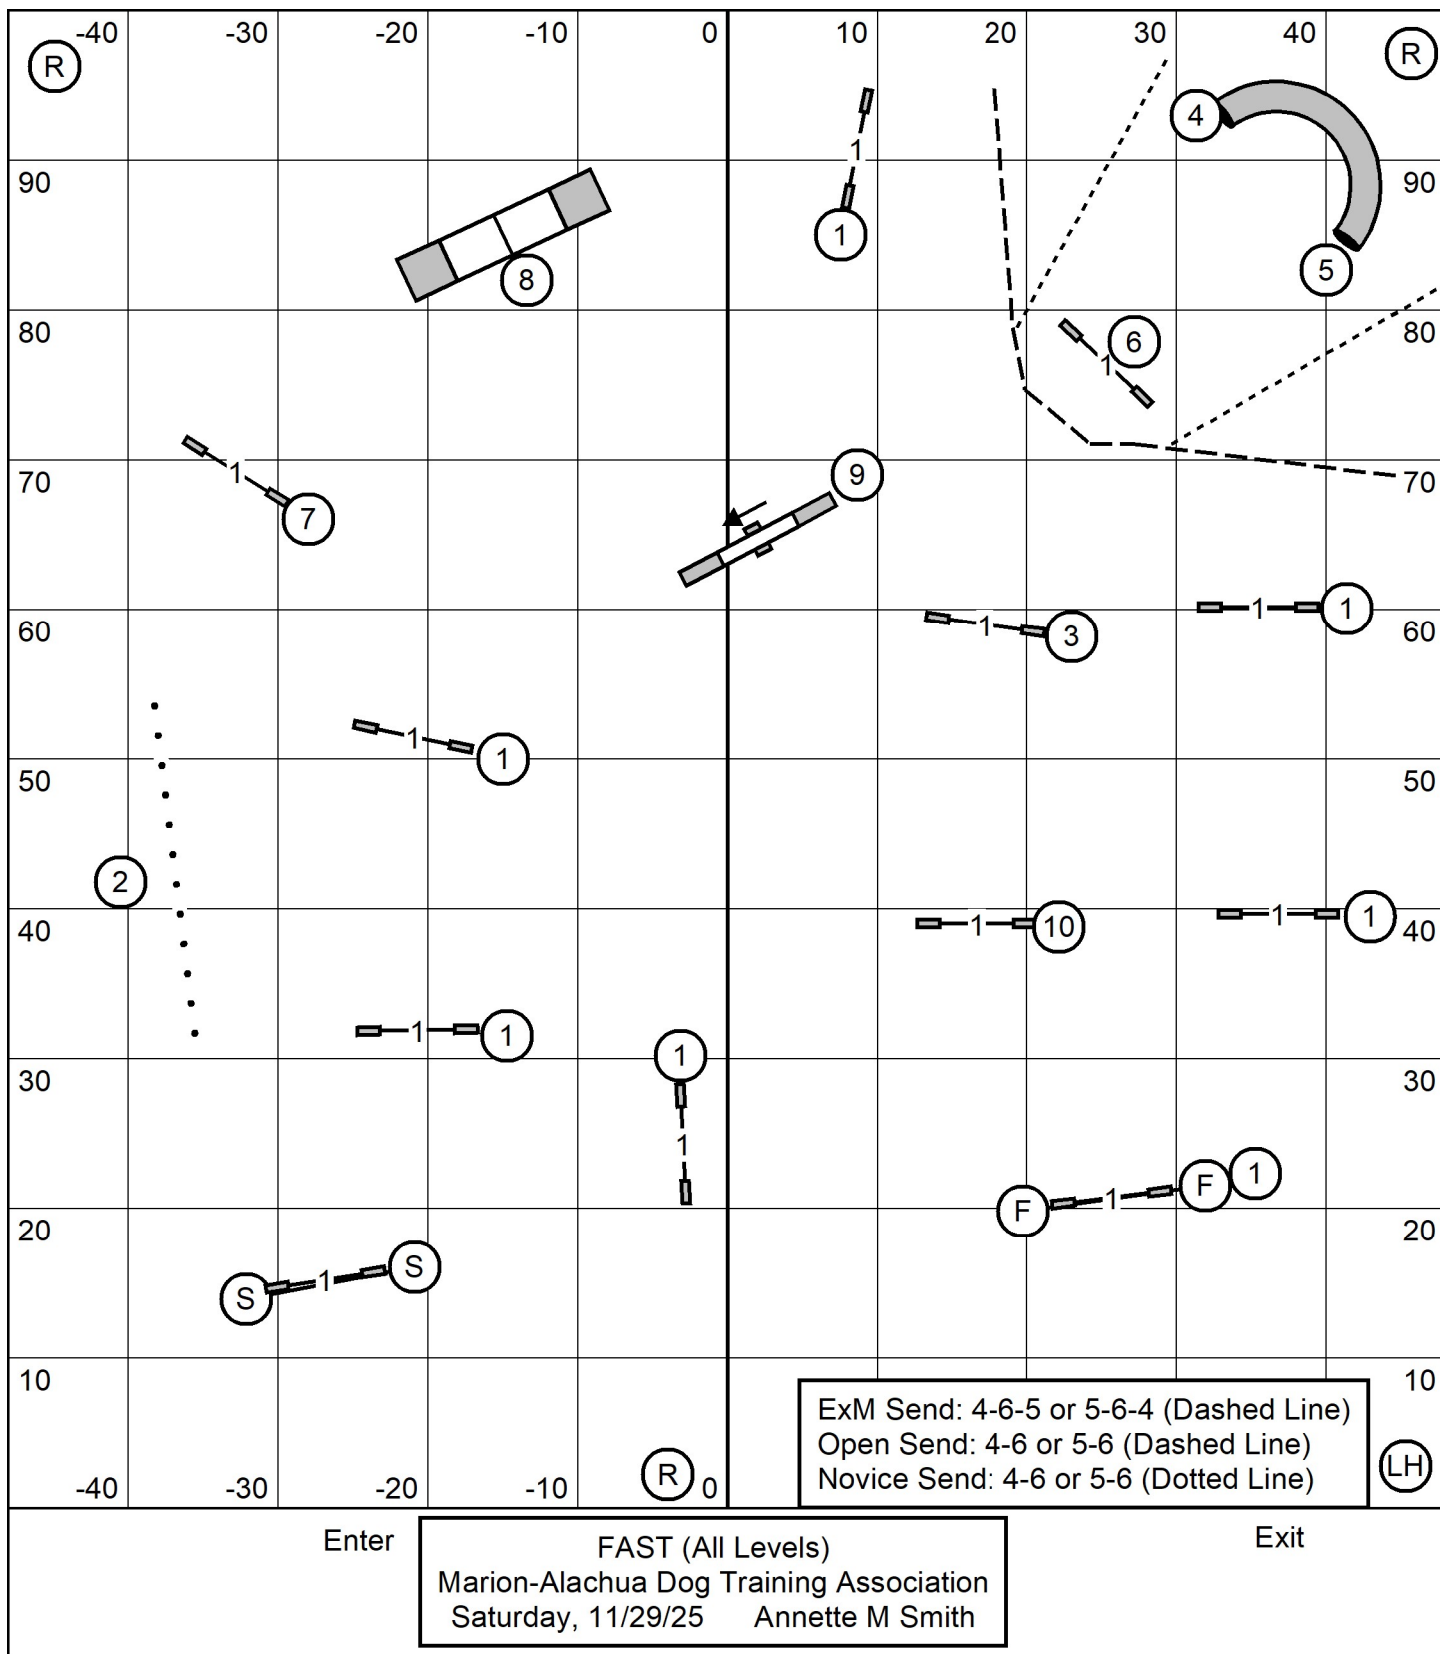 -40 -30 -20 -10 0 10 20 30 40
R R
4
1
90 90
1
5
8
80 80
6
1
1
9
70 70
7
1 1
60 1 3 60
1 1
50 50
2
1 10 1 1
40 40
1 1
1
30 30
1
F 1 F 1
20 20
S 1 S
10 10
ExM Send: 4-6-5 or 5-6-4 (Dashed Line)
Open Send: 4-6 or 5-6 (Dashed Line)
Novice Send: 4-6 or 5-6 (Dotted Line)
R LH
-40 -30 -20 -10 0
Enter Exit
FAST (All Levels)
Marion-Alachua Dog Training Association
Saturday, 11/29/25 Annette M Smith